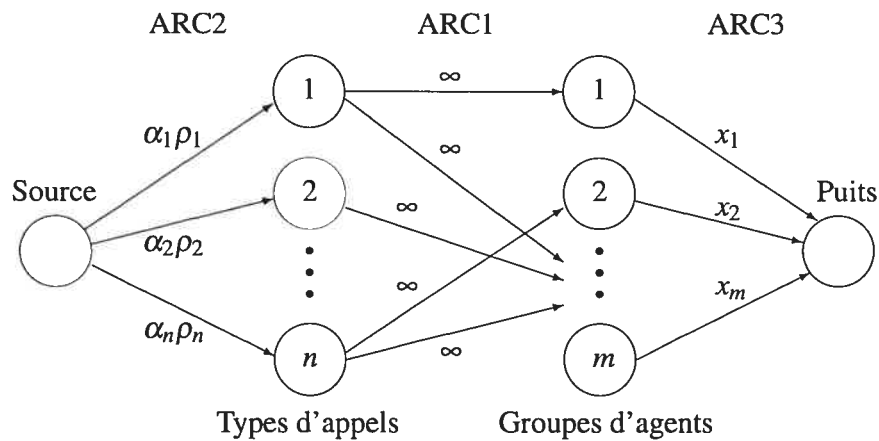 ARC2 ARC1 ARC3
∞
1 1
α₁ρ₁ ∞ x₁
Source 2 ∞ 2 x₂ Puits
α₂ρ₂
∞ xₘ
αₙρₙ
n ∞ m
Types d'appels Groupes d'agents